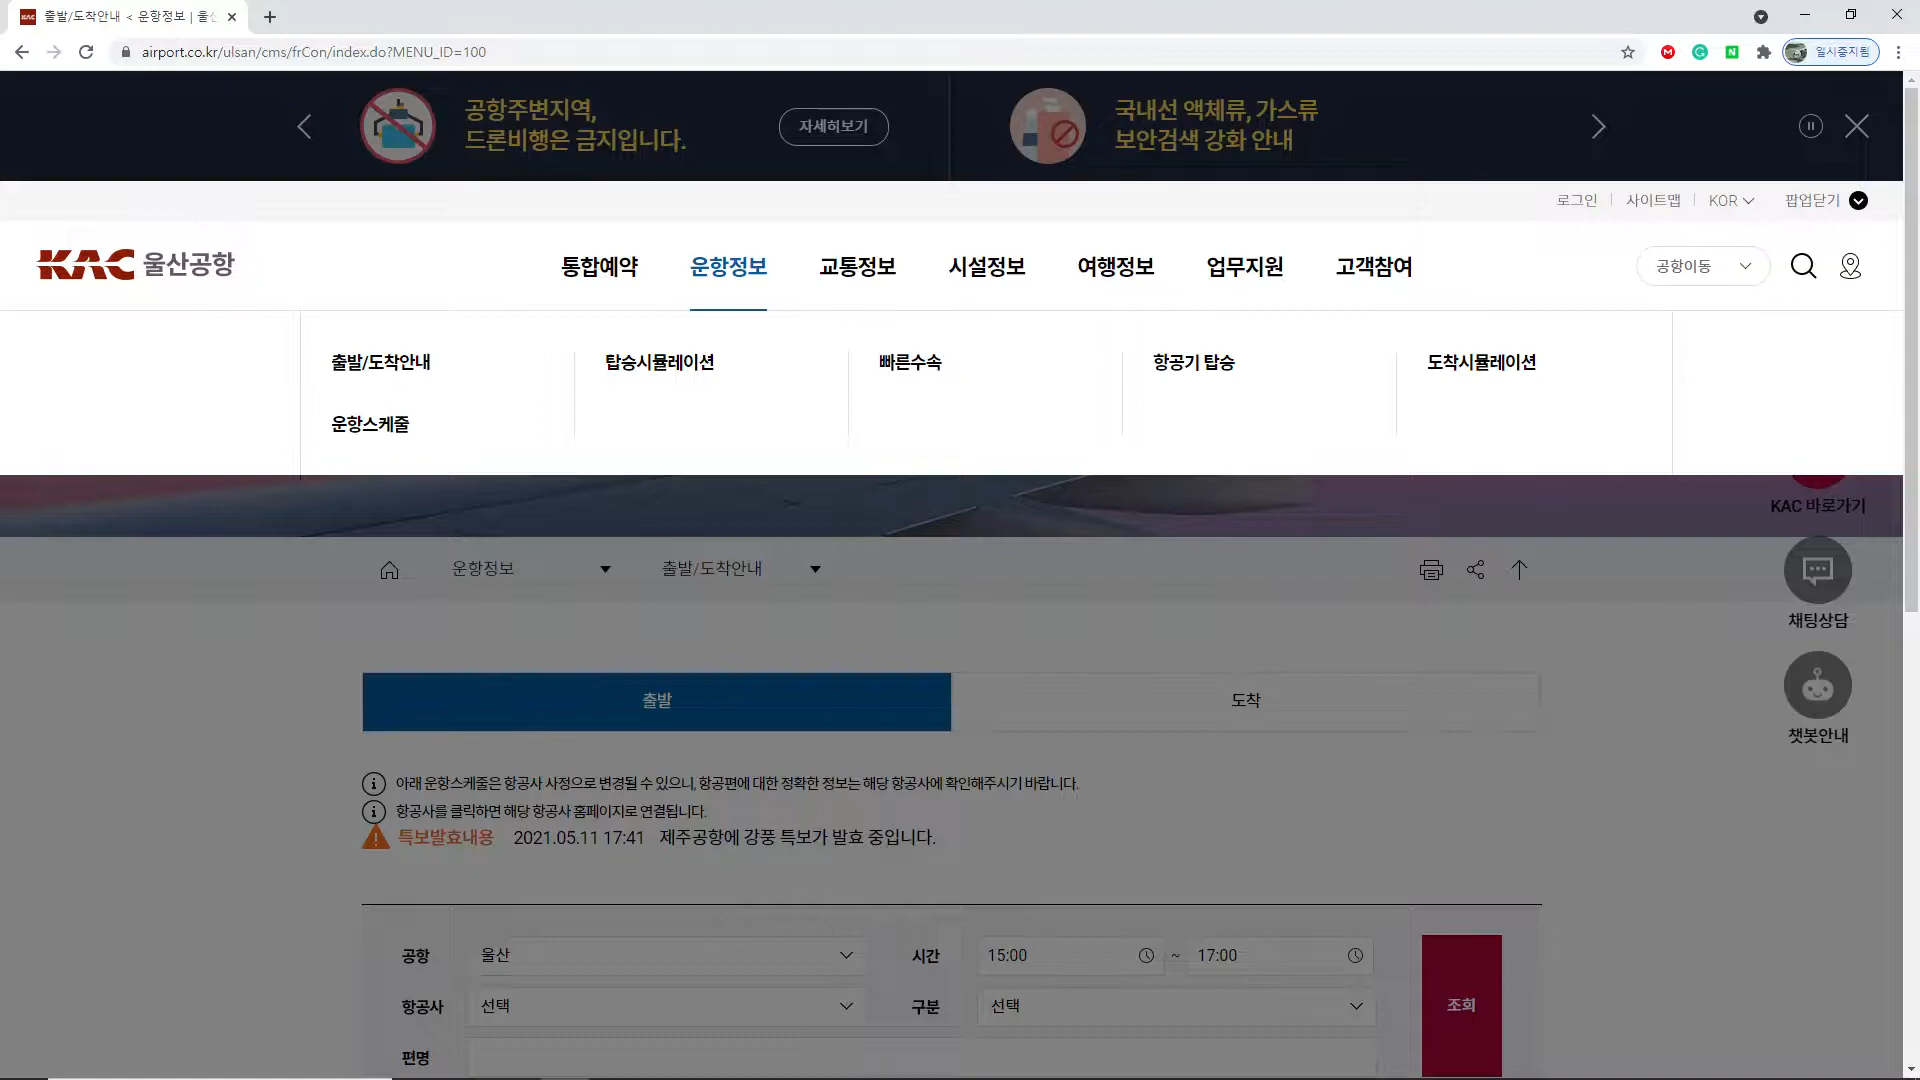 출발/도착안내 < 운항정보 | 울산
airport.co.kr/ulsan/cms/frCon/index.do?MENU_ID=100
일시중지됨
공항주변지역,
드론비행은 금지입니다.
자세히보기
국내선 액체류, 가스류
보안검색 강화 안내
로그인 사이트맵 KOR 팝업닫기
KAC 울산공항
통합예약 운항정보 교통정보 시설정보 여행정보 업무지원 고객참여
공항이동
출발/도착안내 탑승시뮬레이션 빠른수속 항공기 탑승 도착시뮬레이션
운항스케줄
KAC 바로가기
운항정보 출발/도착안내
채팅상담
출발 도착
챗봇안내
아래 운항스케줄은 항공사 사정으로 변경될 수 있으니, 항공편에 대한 정확한 정보는 해당 항공사에 확인해주시기 바랍니다.
항공사를 클릭하면 해당 항공사 홈페이지로 연결됩니다.
특보발효내용 2021.05.11 17:41 제주공항에 강풍 특보가 발효 중입니다.
공항 울산 시간 15:00 ~ 17:00
항공사 선택 구분 선택
조회
편명